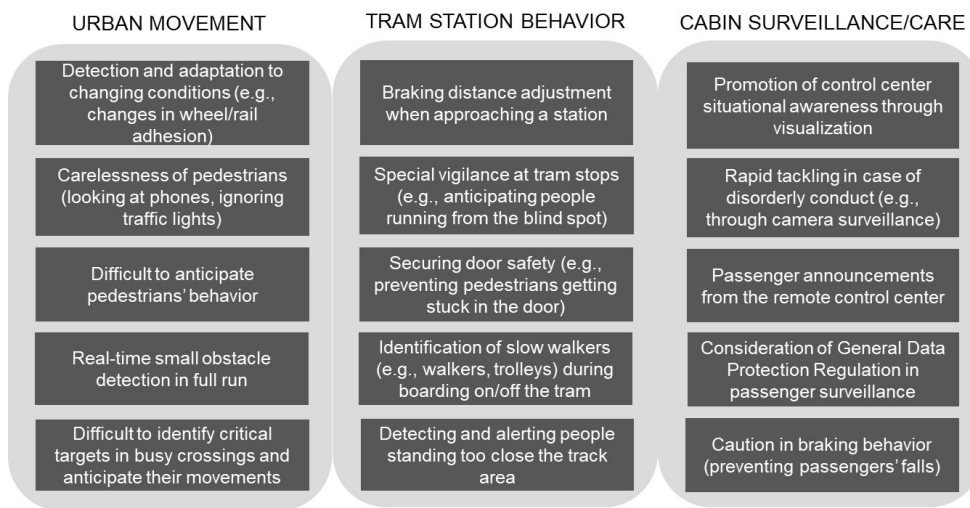 URBAN MOVEMENT
Detection and adaptation to
changing conditions (e.g.,
changes in wheel/rail
adhesion)
Carelessness of pedestrians
(looking at phones, ignoring
traffic lights)
Difficult to anticipate
pedestrians' behavior
Real-time small obstacle
detection in full run
Difficult to identify critical
targets in busy crossings and
anticipate their movements
TRAM STATION BEHAVIOR
Braking distance adjustment
when approaching a station
Special vigilance at tram stops
(e.g., anticipating people
running from the blind spot)
Securing door safety (e.g.,
preventing pedestrians getting
stuck in the door)
Identification of slow walkers
(e.g., walkers, trolleys) during
boarding on/off the tram
Detecting and alerting people
standing too close the track
area
CABIN SURVEILLANCE/CARE
Promotion of control center
situational awareness through
visualization
Rapid tackling in case of
disorderly conduct (e.g.,
through camera surveillance)
Passenger announcements
from the remote control center
Consideration of General Data
Protection Regulation in
passenger surveillance
Caution in braking behavior
(preventing passengers' falls)